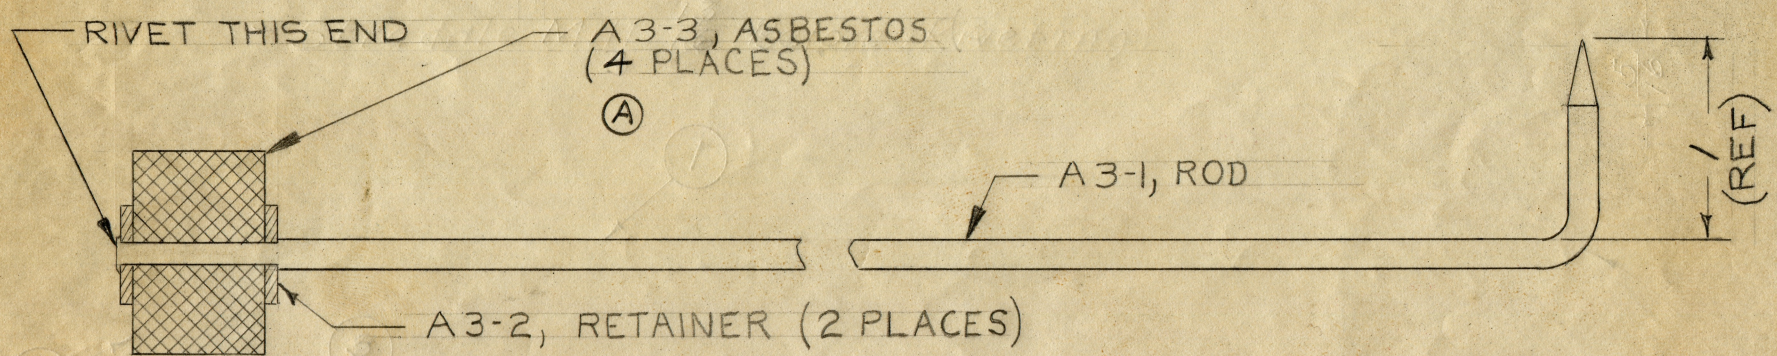 RIVET THIS END
A3-3, ASBESTOS
(4 PLACES)
A
A3-1, ROD
1
(REF)
A3-2, RETAINER (2 PLACES)